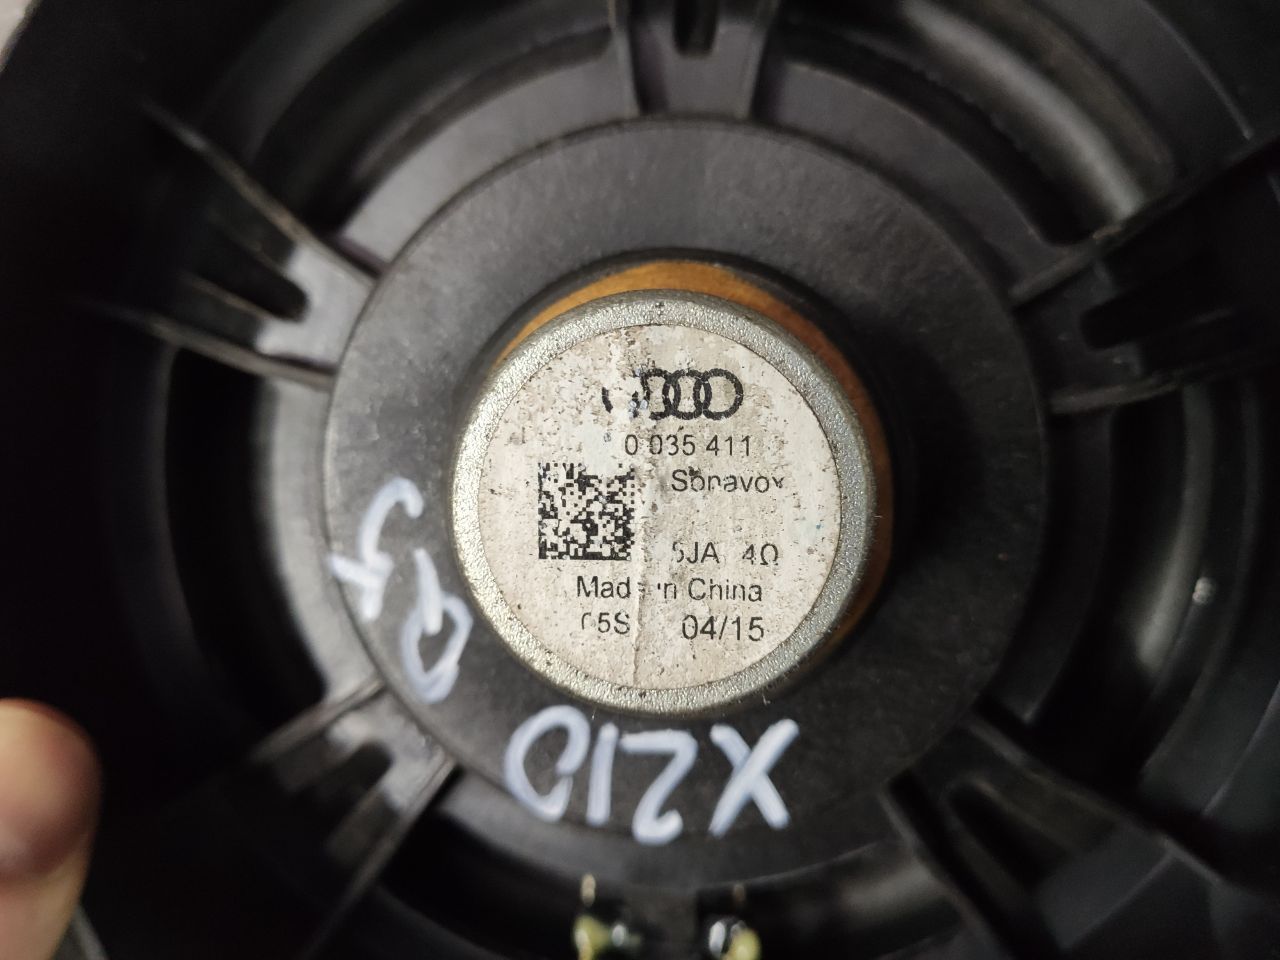 0 035 411
Sonavox
5JA 4Ω
Made in China
05S 04/15
X210
Q5